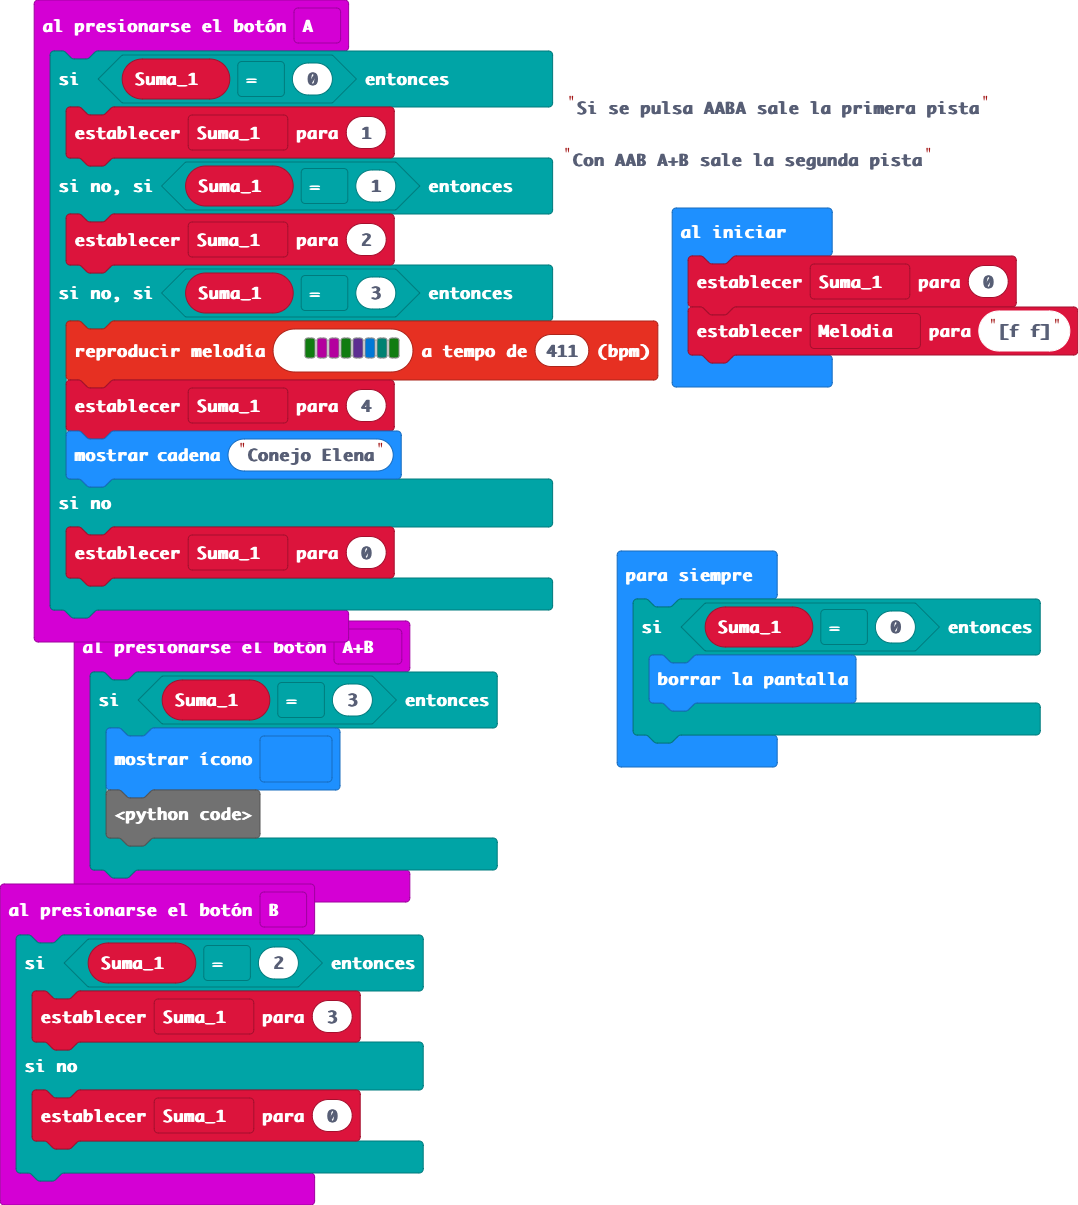 al presionarse el botón A
si Suma_1 = 0 entonces
establecer Suma_1 para 1
si no, si Suma_1 = 1 entonces
establecer Suma_1 para 2
si no, si Suma_1 = 3 entonces
reproducir melodía a tempo de 411 (bpm)
establecer Suma_1 para 4
mostrar cadena "Conejo Elena"
si no
establecer Suma_1 para 0
"Si se pulsa AABA sale la primera pista"
"Con AAB A+B sale la segunda pista"
al iniciar
establecer Suma_1 para 0
establecer Melodia para "[f f]"
para siempre
si Suma_1 = 0 entonces
borrar la pantalla
al presionarse el botón A+B
si Suma_1 = 3 entonces
mostrar ícono
<python code>
al presionarse el botón B
si Suma_1 = 2 entonces
establecer Suma_1 para 3
si no
establecer Suma_1 para 0